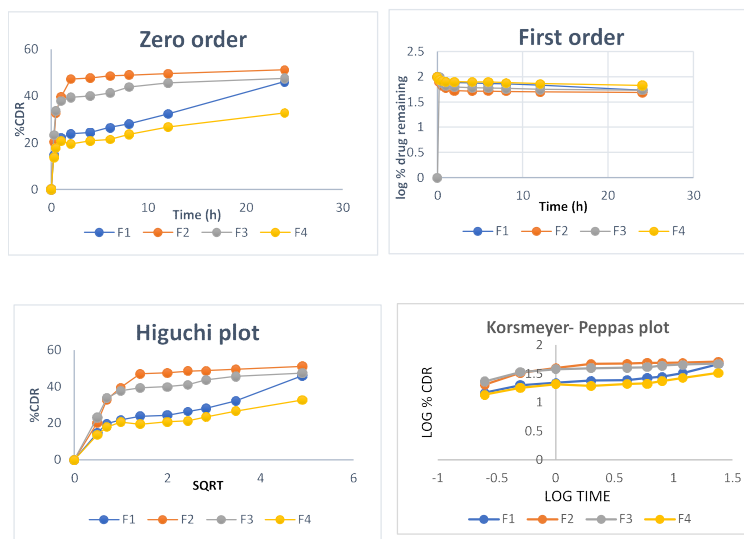 Zero order
60
40
20
0
%CDR
0
10
20
30
Time (h)
F1 F2 F3 F4
First order
2.5
2
1.5
1
0.5
0
log % drug remaining
0
10
20
30
Time (h)
F1 F2 F3 F4
Higuchi plot
60
40
20
0
%CDR
0
2
4
6
SQRT
F1 F2 F3 F4
Korsmeyer- Peppas plot
2
1.5
1
0.5
0
LOG % CDR
-1
-0.5
0
0.5
1
1.5
LOG TIME
F1 F2 F3 F4